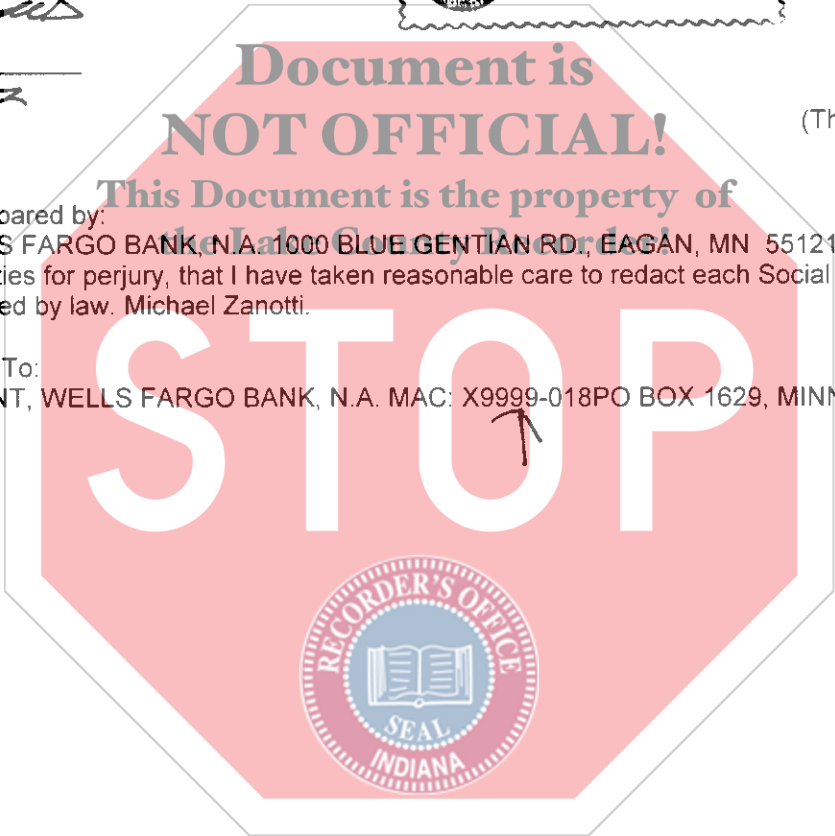 Document is
NOT OFFICIAL!
(Th
This Document is the property of
pared by:
the Lake County Recorder!
S FARGO BANK, N.A. 1000 BLUE GENTIAN RD., EAGAN, MN 55121
ties for perjury, that I have taken reasonable care to redact each Social
ed by law. Michael Zanotti.
To:
NT, WELLS FARGO BANK, N.A. MAC: X9999-018PO BOX 1629, MINN
STOP
RECORDER'S OFFICE
SEAL
INDIANA